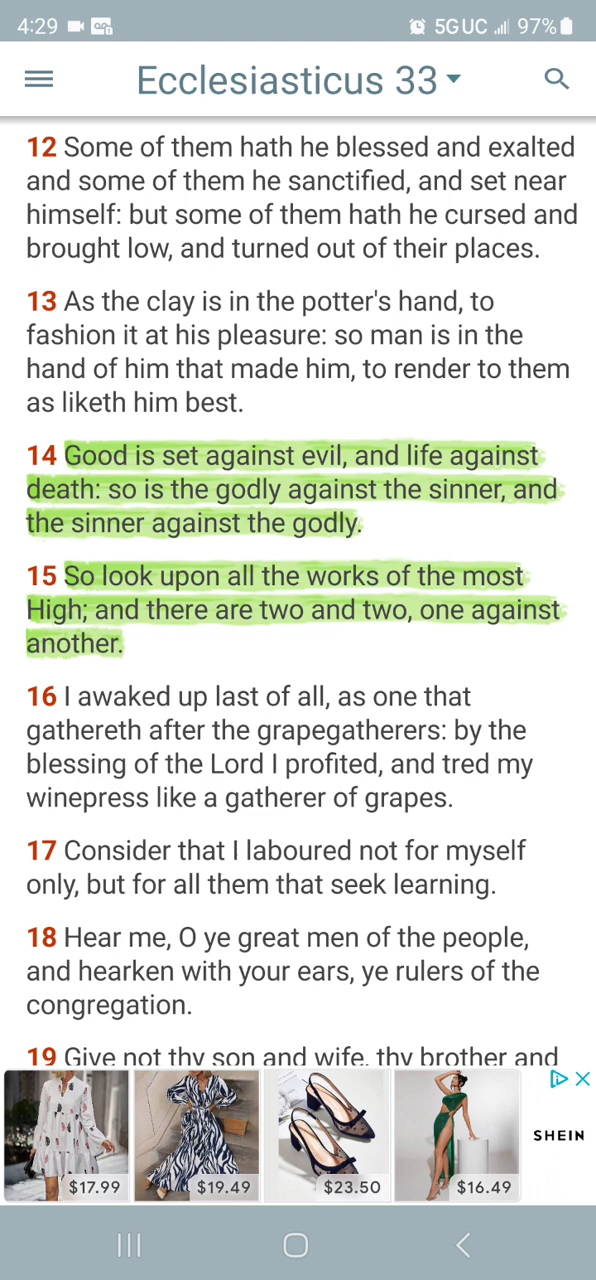 4:29 5G UC 97%
Ecclesiasticus 33
12 Some of them hath he blessed and exalted
and some of them he sanctified, and set near
himself: but some of them hath he cursed and
brought low, and turned out of their places.
13 As the clay is in the potter's hand, to
fashion it at his pleasure: so man is in the
hand of him that made him, to render to them
as liketh him best.
14 Good is set against evil, and life against
death: so is the godly against the sinner, and
the sinner against the godly.
15 So look upon all the works of the most
High; and there are two and two, one against
another.
16 I awaked up last of all, as one that
gathereth after the grapegatherers: by the
blessing of the Lord I profited, and tred my
winepress like a gatherer of grapes.
17 Consider that I laboured not for myself
only, but for all them that seek learning.
18 Hear me, O ye great men of the people,
and hearken with your ears, ye rulers of the
congregation.
19 Give not thy son and wife, thy brother and
$17.99 $19.49 $23.50 $16.49 SHEIN